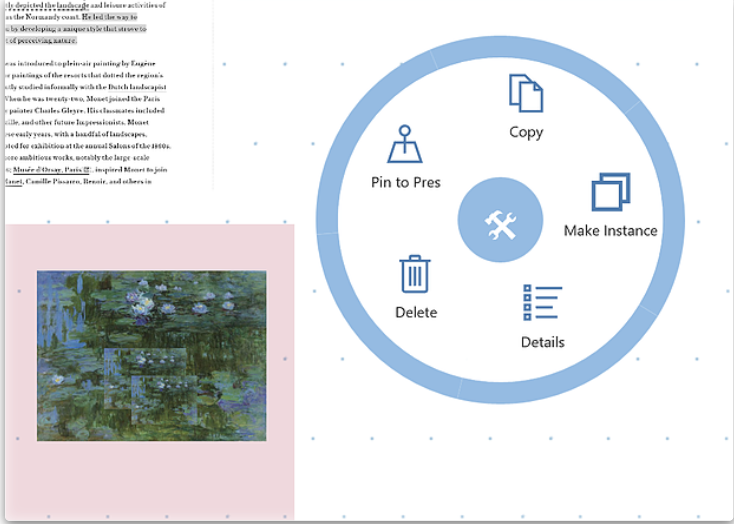 tly depicted the landscape and leisure activities of
as the Normandy coast. He led the way to
by developing a unique style that strove to
of perceiving nature.
was introduced to plein-air painting by Eugène
r paintings of the resorts that dotted the region's
tly studied informally with the Dutch landscapist
When he was twenty-two, Monet joined the Paris
painter Charles Gleyre. His classmates included
ille, and other future Impressionists. Monet
ese early years, with a handful of landscapes,
pted for exhibition at the annual Salons of the 1860s.
ore ambitious works, notably the large-scale
Musée d'Orsay, Paris inspired Monet to join
Manet, Camille Pissarro, Renoir, and others in
Copy
Pin to Pres
Make Instance
Delete
Details